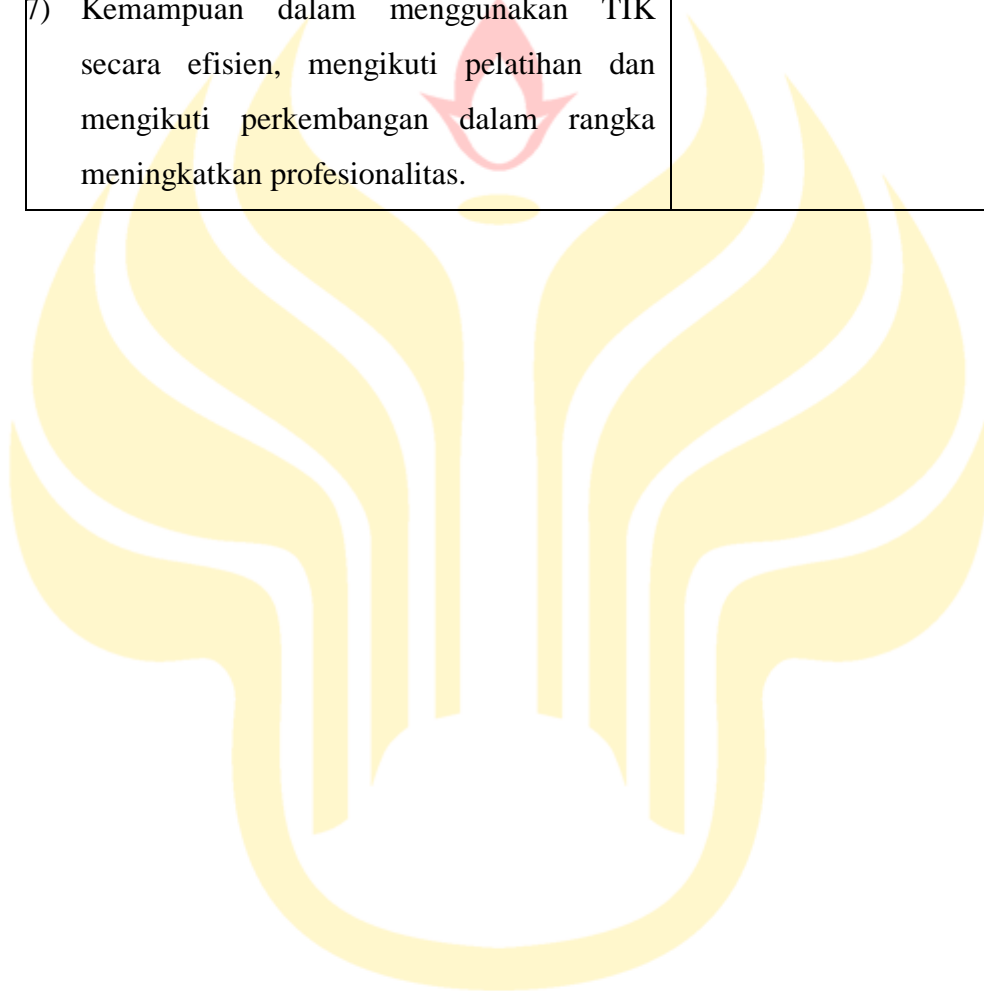 7) Kemampuan dalam menggunakan TIK
secara efisien, mengikuti pelatihan dan
mengikuti perkembangan dalam rangka
meningkatkan profesionalitas.